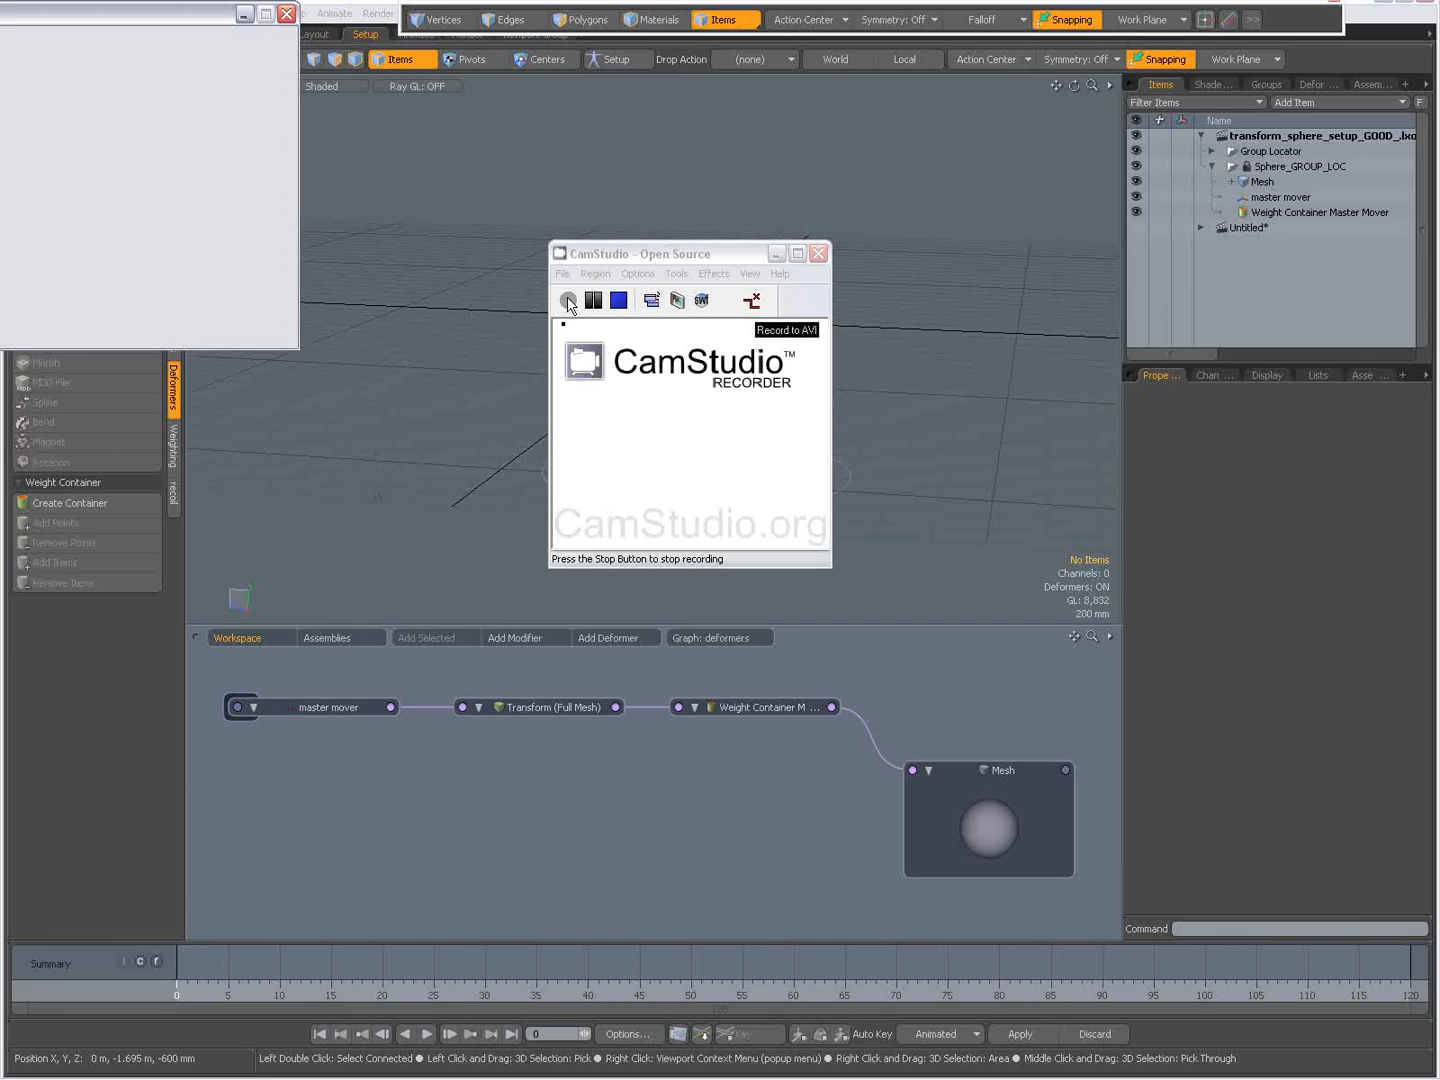 Animate Render
Vertices Edges Polygons Materials Items Action Center Symmetry: Off Falloff Snapping Work Plane >>
Layout Setup
Items Pivots Centers Setup Drop Action (none) World Local Action Center Symmetry: Off Snapping Work Plane
Shaded Ray GL: OFF
Items Shade... Groups Defor ... Assem...
Filter Items Add Item F
Name
transform_sphere_setup_GOOD_.lxo
Group Locator
Sphere_GROUP_LOC
Mesh
master mover
Weight Container Master Mover
Untitled*
CamStudio - Open Source
File Region Options Tools Effects View Help
Record to AVI
CamStudio™
RECORDER
CamStudio.org
Press the Stop Button to stop recording
Morph
MDD File
Spline
Bend
Magnet
Rotation
Weight Container
Create Container
Add Points
Remove Points
Add Items
Remove Items
Deformers
Weighting
recoil
Prope ... Chan ... Display Lists Asse ...
No Items
Channels: 0
Deformers: ON
GL: 8,832
200 mm
Workspace Assemblies Add Selected Add Modifier Add Deformer Graph: deformers
master mover
Transform (Full Mesh)
Weight Container M ...
Mesh
Command
Summary c r
0 5 10 15 20 25 30 35 40 45 50 55 60 65 70 75 80 85 90 95 100 105 110 115 120
120
0 Options... Key Auto Key Animated Apply Discard
Position X, Y, Z: 0 m, -1.695 m, -600 mm Left Double Click: Select Connected ● Left Click and Drag: 3D Selection: Pick ● Right Click: Viewport Context Menu (popup menu) ● Right Click and Drag: 3D Selection: Area ● Middle Click and Drag: 3D Selection: Pick Through